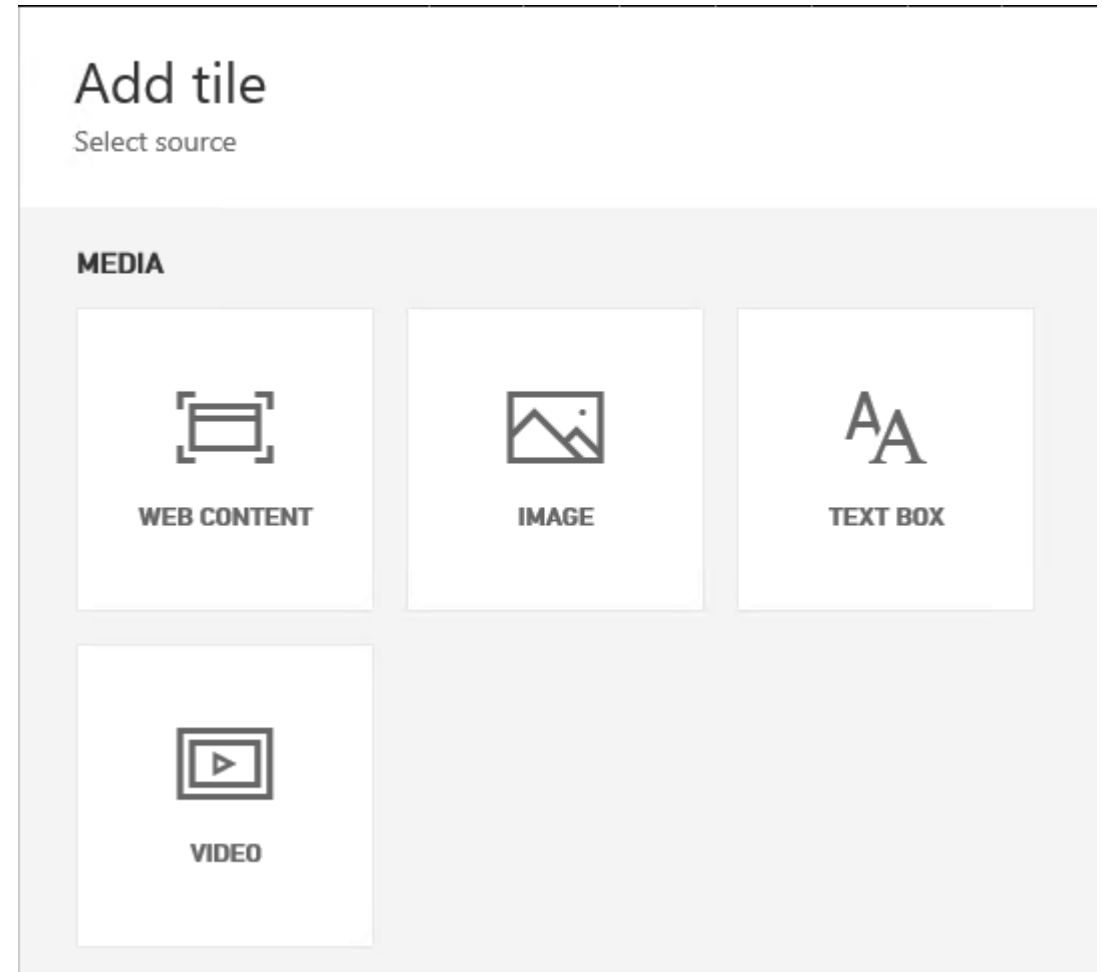 Add tile
Select source
MEDIA
WEB CONTENT
IMAGE
TEXT BOX
VIDEO